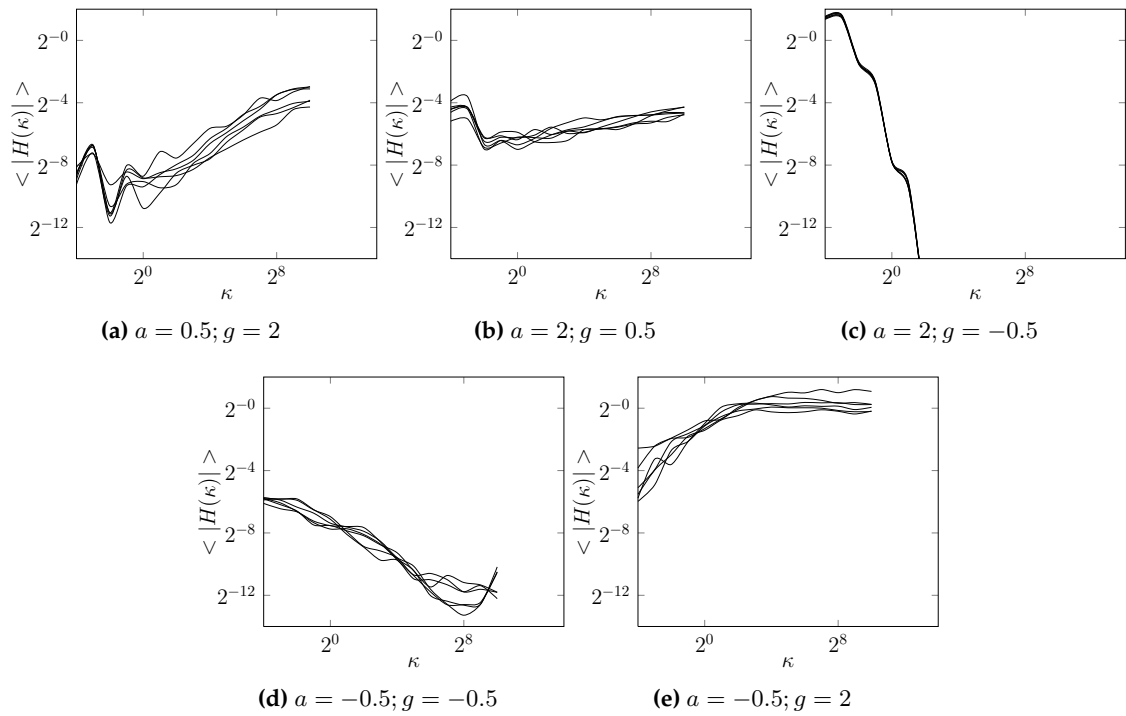 2^{-0}
2^{-4}
2^{-8}
2^{-12}
< |H(κ)| >
2^0
2^8
κ
(a) a = 0.5; g = 2
2^{-0}
2^{-4}
2^{-8}
2^{-12}
< |H(κ)| >
2^0
2^8
κ
(b) a = 2; g = 0.5
2^{-0}
2^{-4}
2^{-8}
2^{-12}
< |H(κ)| >
2^0
2^8
κ
(c) a = 2; g = −0.5
2^{-0}
2^{-4}
2^{-8}
2^{-12}
< |H(κ)| >
2^0
2^8
κ
(d) a = −0.5; g = −0.5
2^{-0}
2^{-4}
2^{-8}
2^{-12}
< |H(κ)| >
2^0
2^8
κ
(e) a = −0.5; g = 2